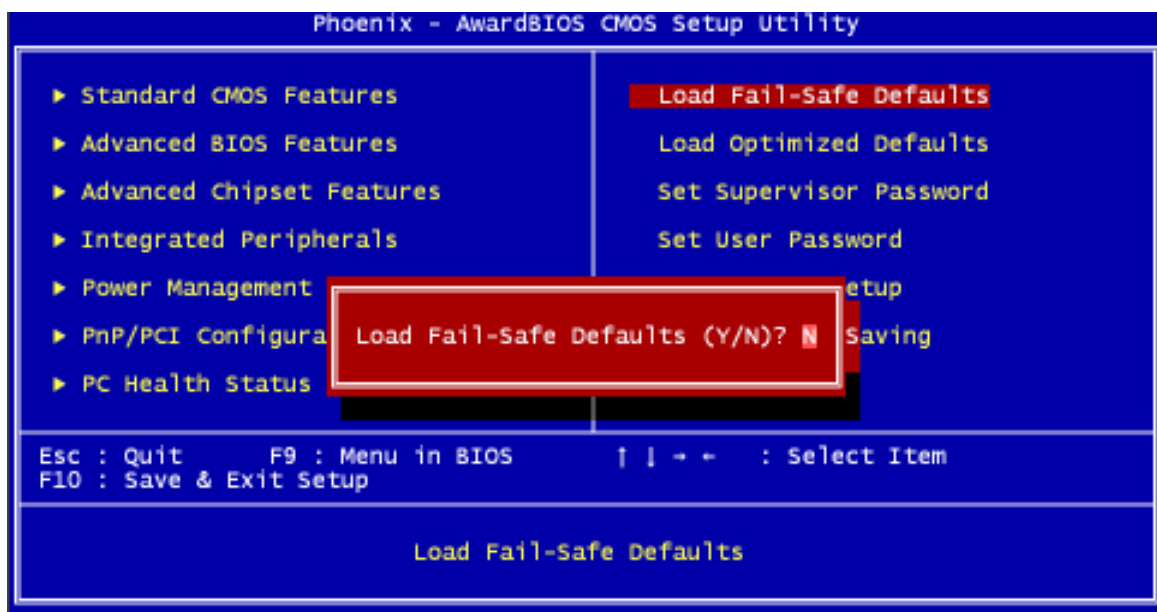 Phoenix - AwardBIOS CMOS Setup Utility
▶ Standard CMOS Features
▶ Advanced BIOS Features
▶ Advanced Chipset Features
▶ Integrated Peripherals
▶ Power Management
▶ PnP/PCI Configura
▶ PC Health Status
Load Fail-Safe Defaults
Load Optimized Defaults
Set Supervisor Password
Set User Password
etup
Saving
Load Fail-Safe Defaults (Y/N)? N
Esc : Quit F9 : Menu in BIOS ↑ ↓ → ← : Select Item
F10 : Save & Exit Setup
Load Fail-Safe Defaults